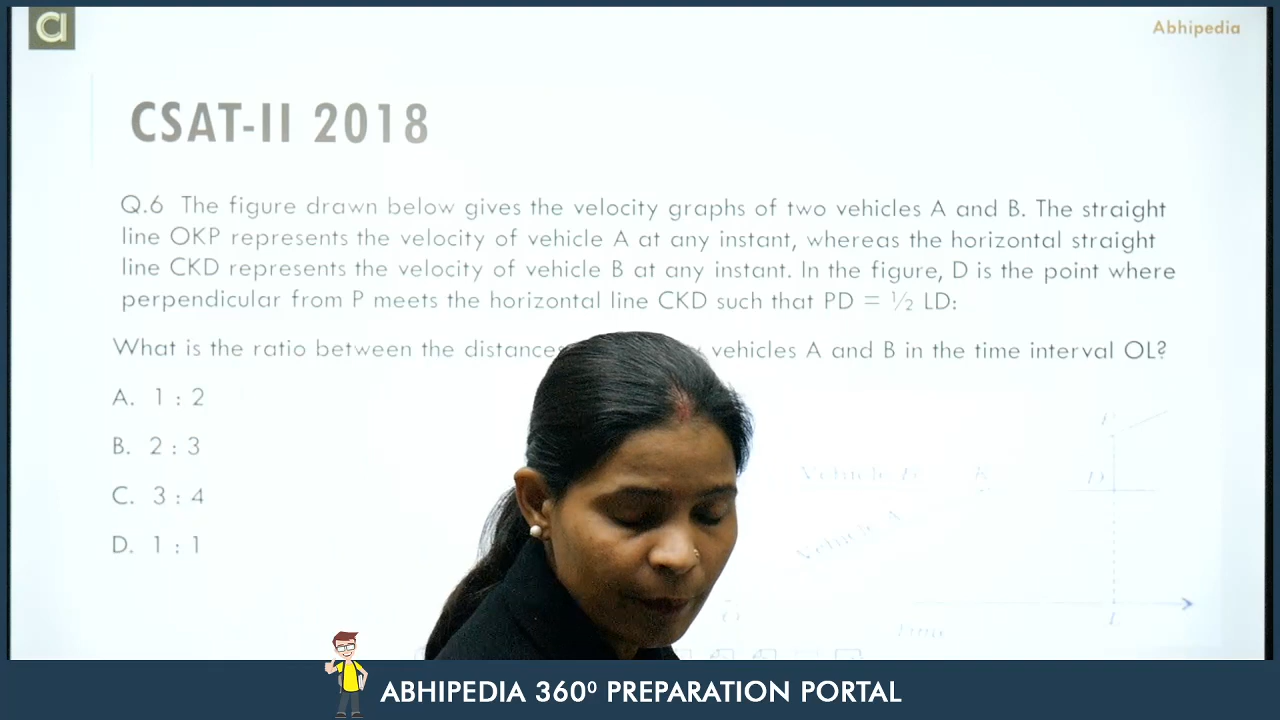 a
Abhipedia
CSAT-II 2018
Q.6 The figure drawn below gives the velocity graphs of two vehicles A and B. The straight
line OKP represents the velocity of vehicle A at any instant, whereas the horizontal straight
line CKD represents the velocity of vehicle B at any instant. In the figure, D is the point where
perpendicular from P meets the horizontal line CKD such that PD = ½ LD:
What is the ratio between the distances vehicles A and B in the time interval OL?
A. 1 : 2
B. 2 : 3
C. 3 : 4
D. 1 : 1
P
Vehicle B K D
Vehicle A
O
Time L
ABHIPEDIA 360⁰ PREPARATION PORTAL